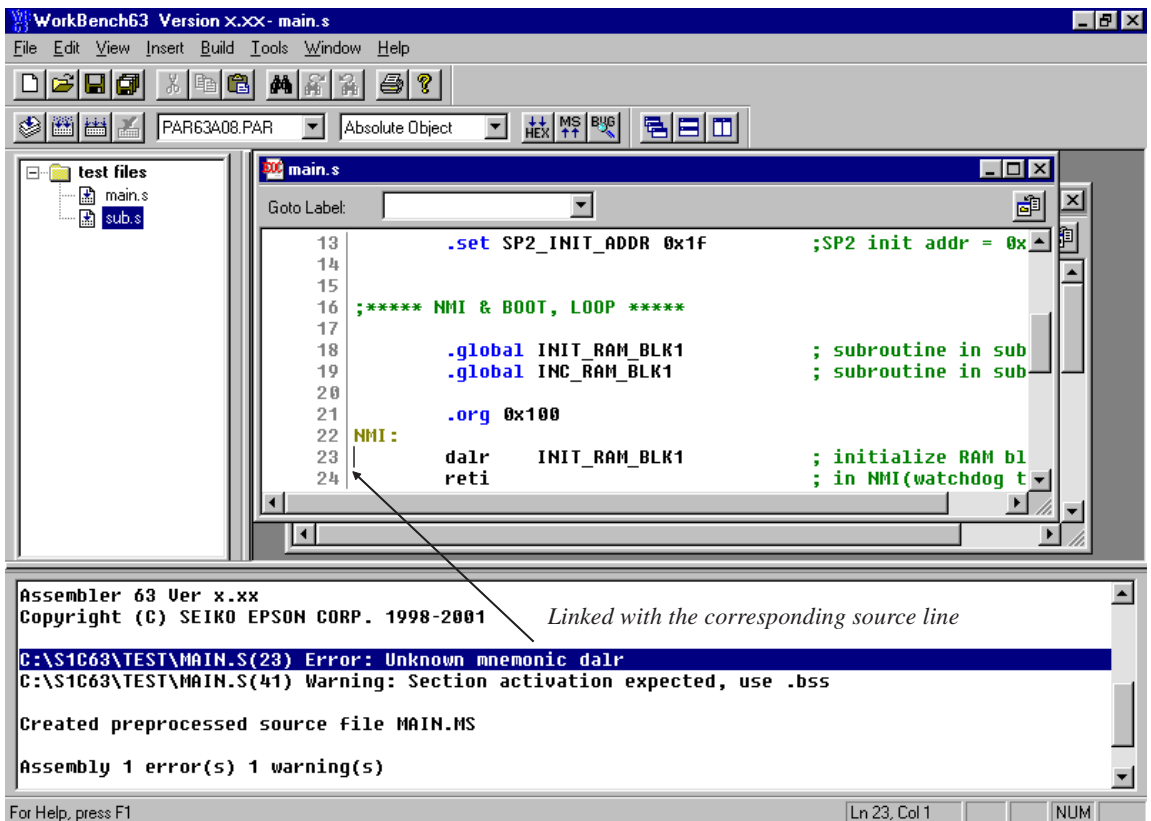 WorkBench63 Version x.xx- main.s
File Edit View Insert Build Tools Window Help
PAR63A08.PAR Absolute Object HEX MS BUG
test files
main.s
sub.s
main.s
Goto Label:
13 .set SP2_INIT_ADDR 0x1f ;SP2 init addr = 0x
14
15
16 ;***** NMI & BOOT, LOOP *****
17
18 .global INIT_RAM_BLK1 ; subroutine in sub
19 .global INC_RAM_BLK1 ; subroutine in sub
20
21 .org 0x100
22 NMI:
23 dalr INIT_RAM_BLK1 ; initialize RAM bl
24 reti ; in NMI(watchdog t
Assembler 63 Ver x.xx
Copyright (C) SEIKO EPSON CORP. 1998-2001
Linked with the corresponding source line
C:\S1C63\TEST\MAIN.S(23) Error: Unknown mnemonic dalr
C:\S1C63\TEST\MAIN.S(41) Warning: Section activation expected, use .bss
Created preprocessed source file MAIN.MS
Assembly 1 error(s) 1 warning(s)
For Help, press F1 Ln 23, Col 1 NUM